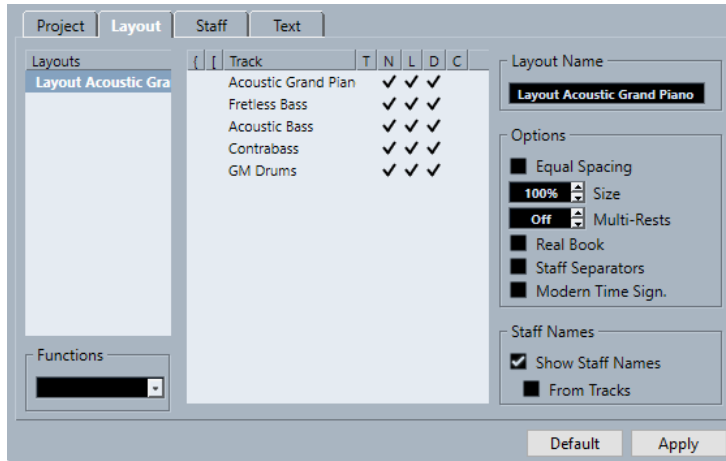 Project Layout Staff Text
Layouts
Layout Acoustic Gra
{ [ Track T N L D C
Acoustic Grand Pian
Fretless Bass
Acoustic Bass
Contrabass
GM Drums
Layout Name
Layout Acoustic Grand Piano
Options
Equal Spacing
100% Size
Off Multi-Rests
Real Book
Staff Separators
Modern Time Sign.
Functions
Staff Names
Show Staff Names
From Tracks
Default Apply